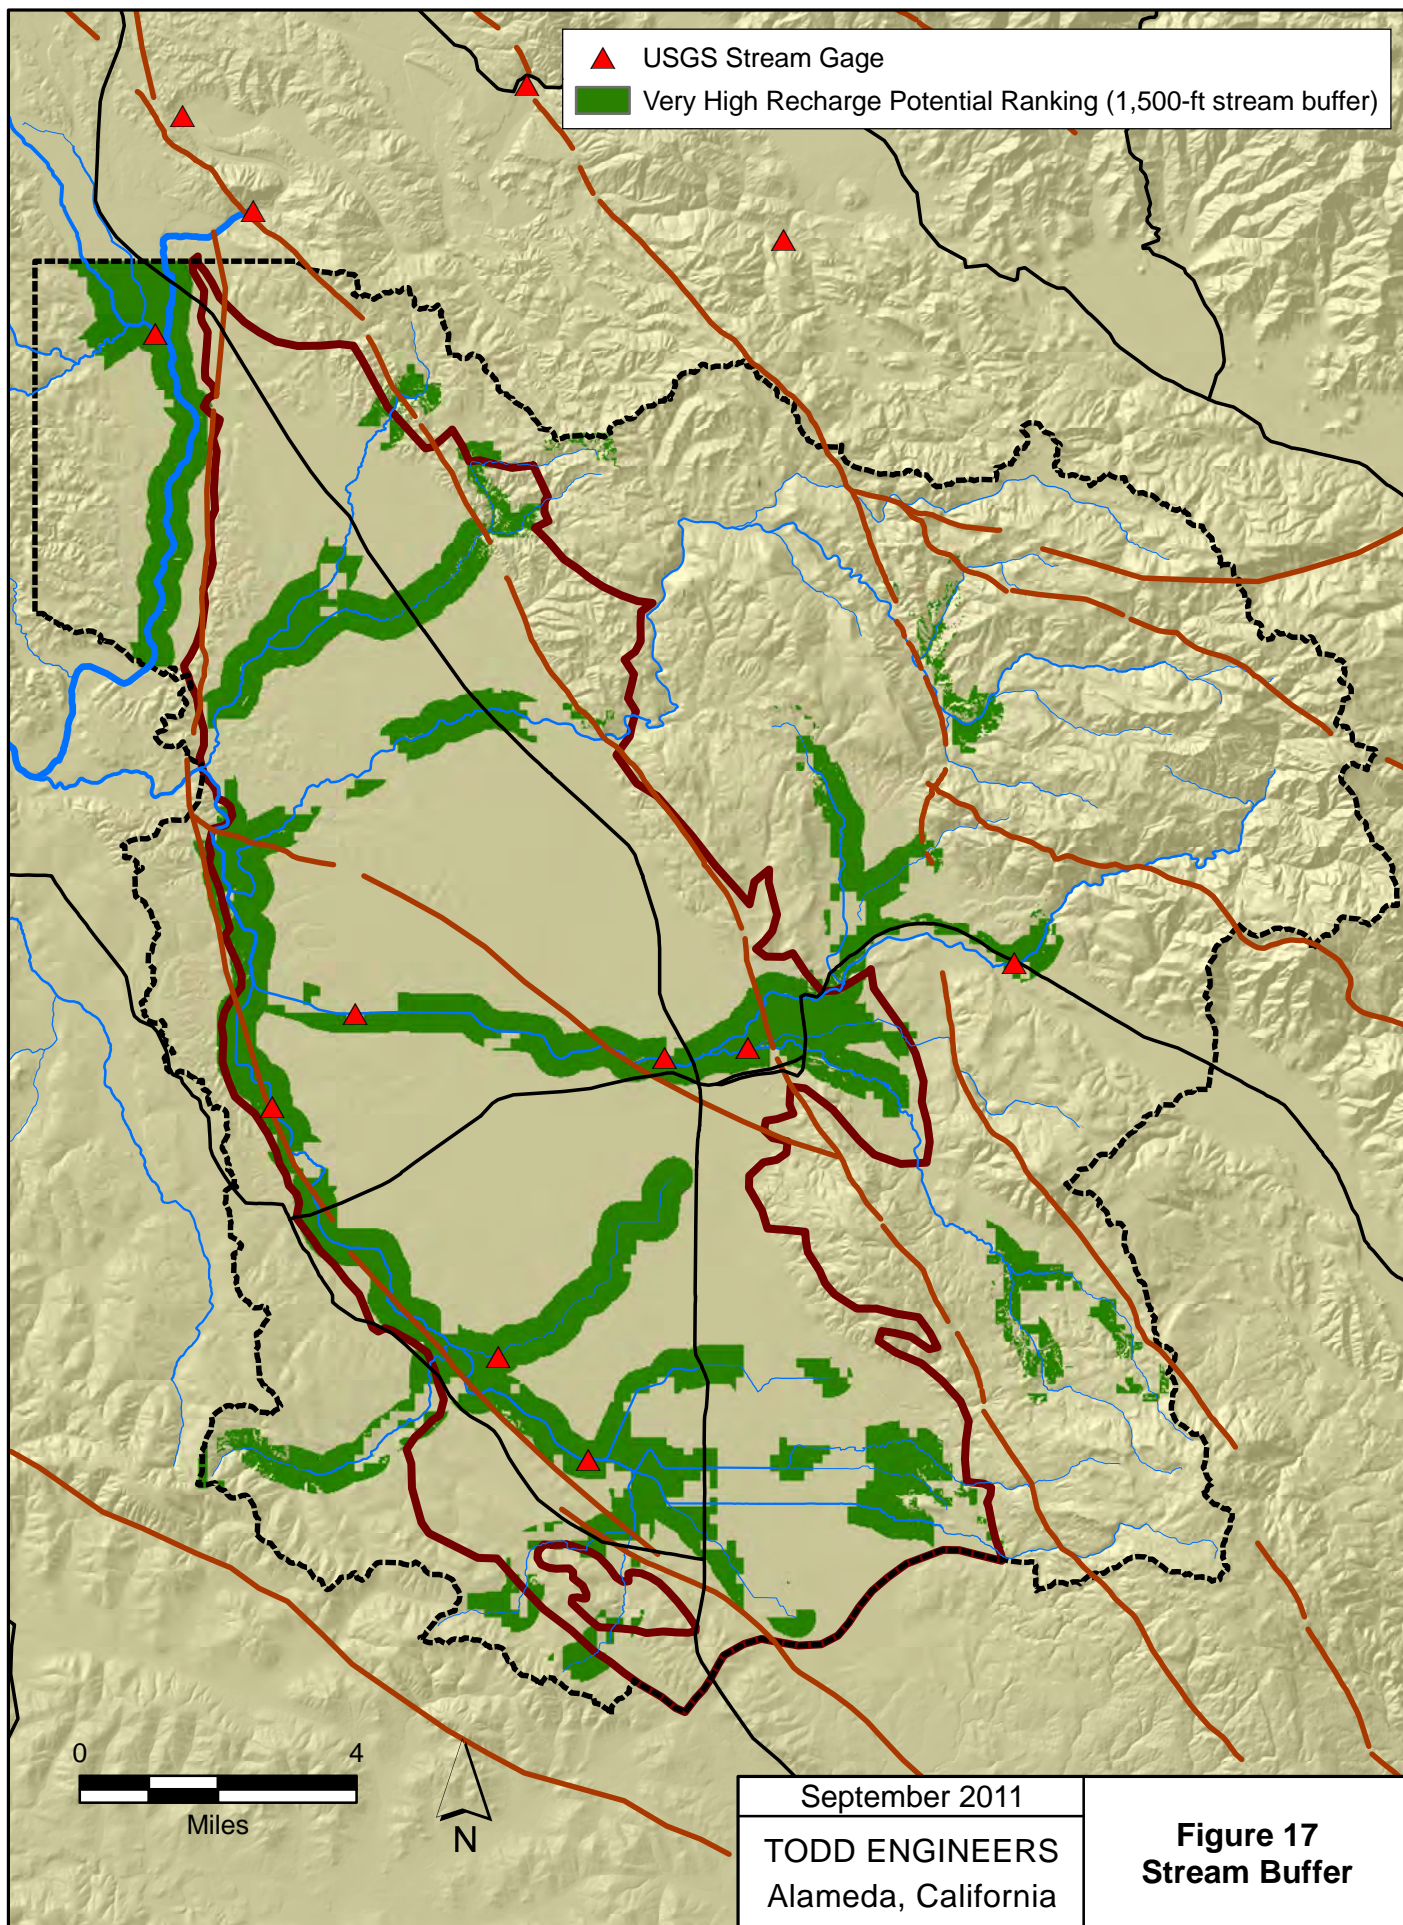 USGS Stream Gage
Very High Recharge Potential Ranking (1,500-ft stream buffer)
0 4
Miles
N
September 2011
TODD ENGINEERS
Alameda, California
Figure 17
Stream Buffer